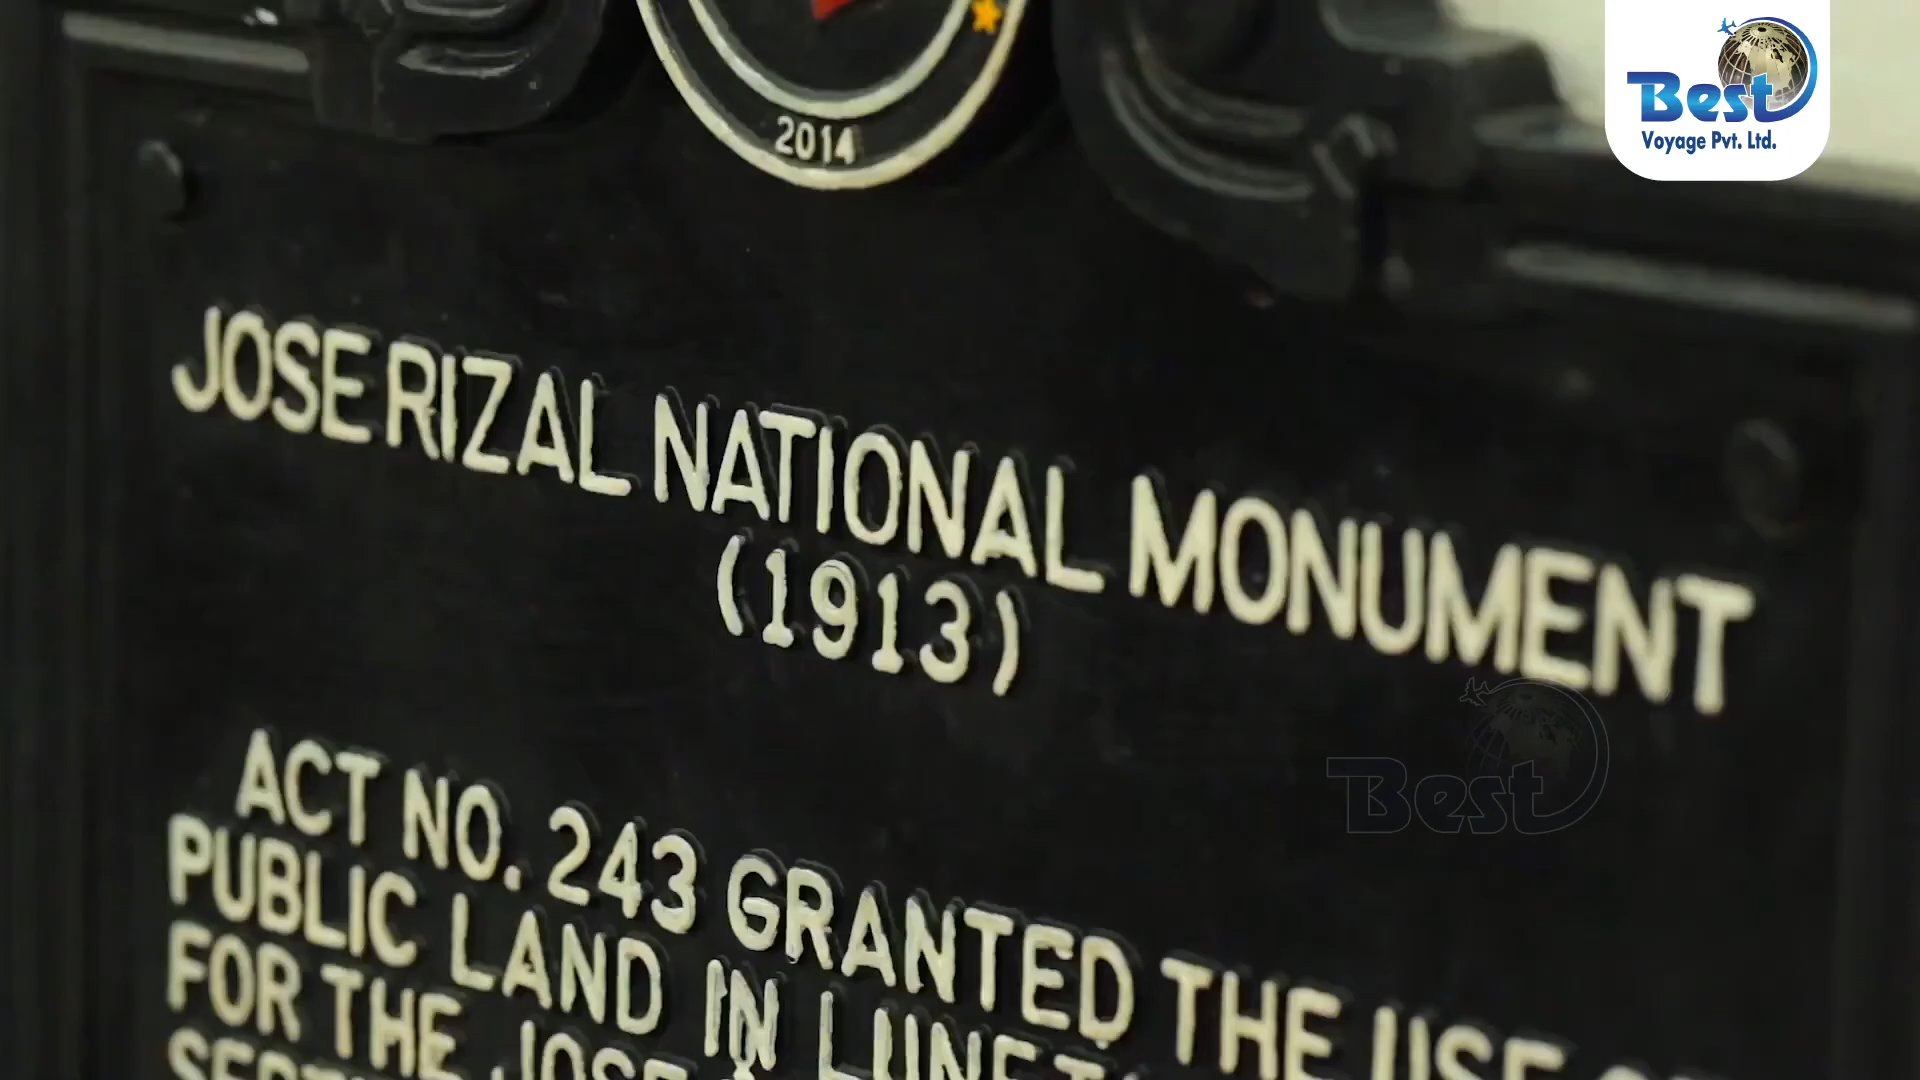 Best
Voyage Pvt. Ltd.
2014
JOSE RIZAL NATIONAL MONUMENT
(1913)
ACT NO. 243 GRANTED THE USE
PUBLIC LAND IN
FOR THE JOSE
Best